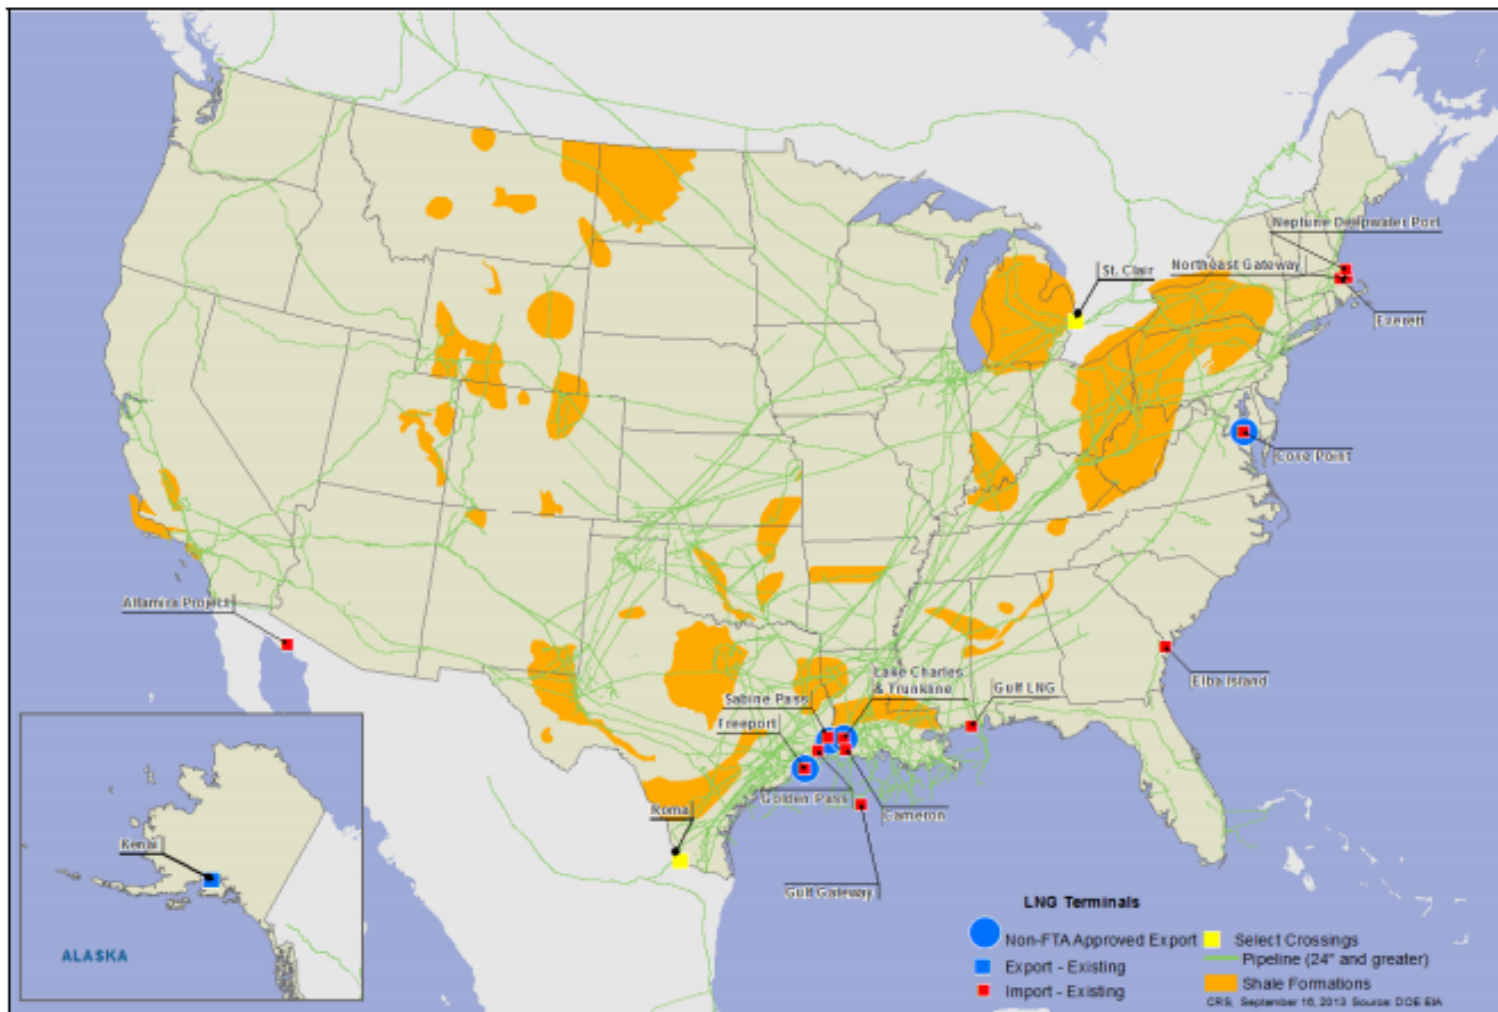 Neptune Deepwater Port
St. Clair
Northeast Gateway
Everett
Cove Point
Altamira Project
Elba Island
Lake Charles
& Trunkline
Gulf LNG
Sabine Pass
Freeport
Golden Pass
Roma
Cameron
Kenai
Gulf Gateway
ALASKA
LNG Terminals
Non-FTA Approved Export
Export - Existing
Import - Existing
Select Crossings
Pipeline (24" and greater)
Shale Formations
CRS, September 16, 2013 Source: DOE EIA